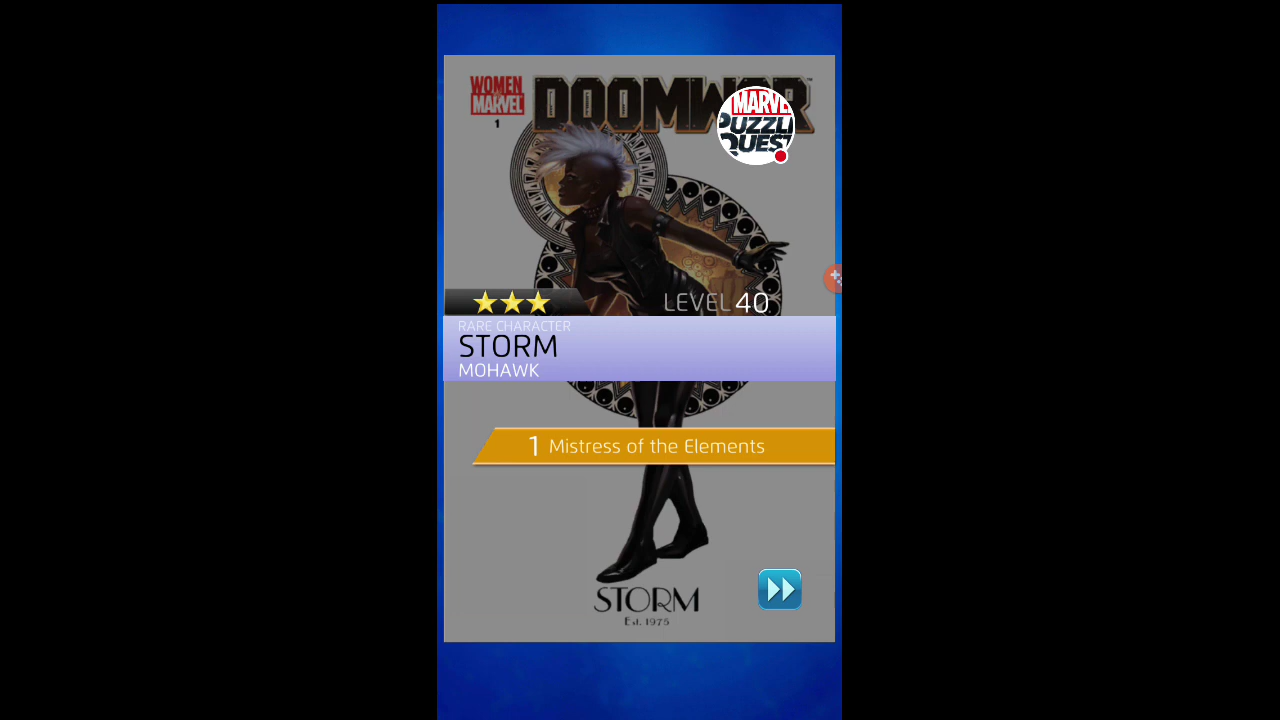 WOMEN
OF
MARVEL
1
DOOMWAR
MARVEL
PUZZLE
QUEST
LEVEL 40
RARE CHARACTER
STORM
MOHAWK
1 Mistress of the Elements
STORM
Est. 1975